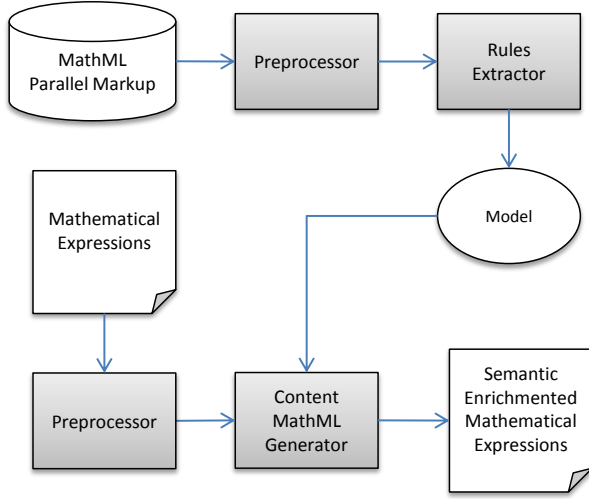 MathML
Parallel Markup
Preprocessor
Rules
Extractor
Mathematical
Expressions
Model
Preprocessor
Content
MathML
Generator
Semantic
Enrichmented
Mathematical
Expressions